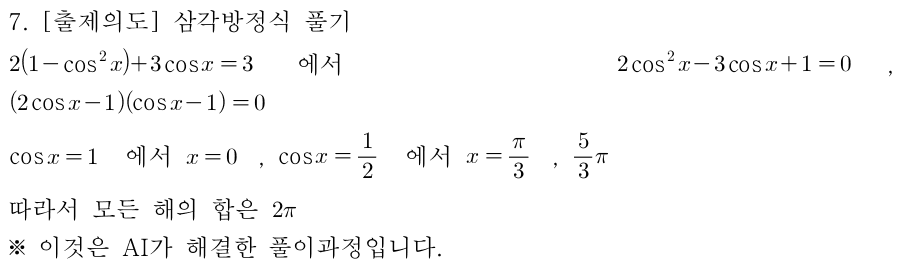 7. [출제의도] 삼각방정식 풀기
2(1-cos²x)+3cosx=3 에서 2cos²x-3cosx+1=0 ,
(2cosx-1)(cosx-1)=0
cosx=1 에서 x=0 , cosx=1/2 에서 x=π/3 , 5/3π
따라서 모든 해의 합은 2π
※ 이것은 AI가 해결한 풀이과정입니다.